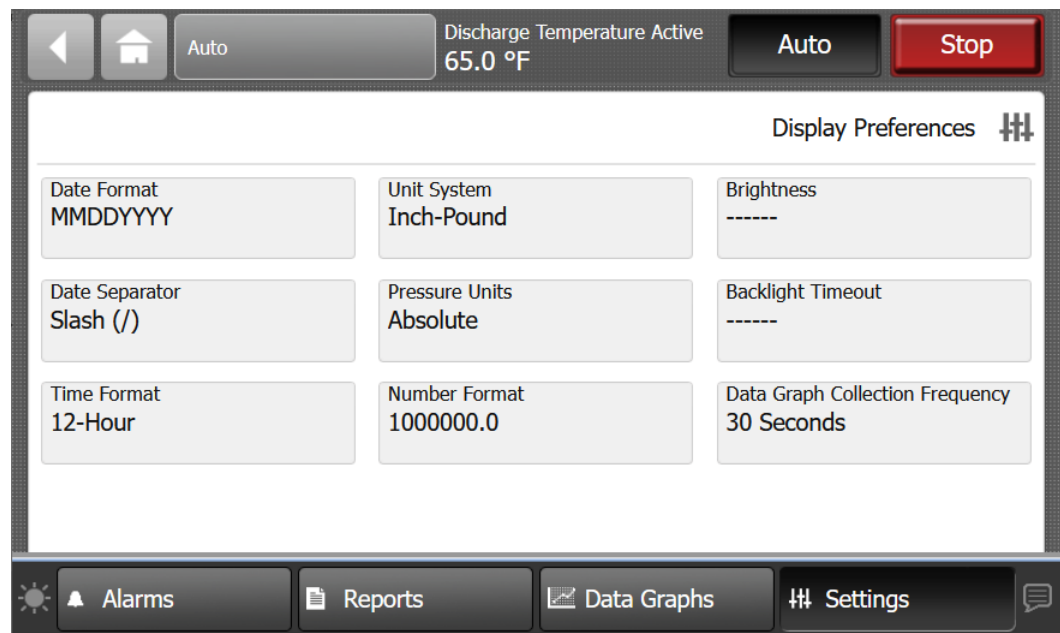 Auto
Discharge Temperature Active
65.0 °F
Auto
Stop
Display Preferences
Date Format
MMDDYYYY
Unit System
Inch-Pound
Brightness
------
Date Separator
Slash (/)
Pressure Units
Absolute
Backlight Timeout
------
Time Format
12-Hour
Number Format
1000000.0
Data Graph Collection Frequency
30 Seconds
Alarms
Reports
Data Graphs
Settings